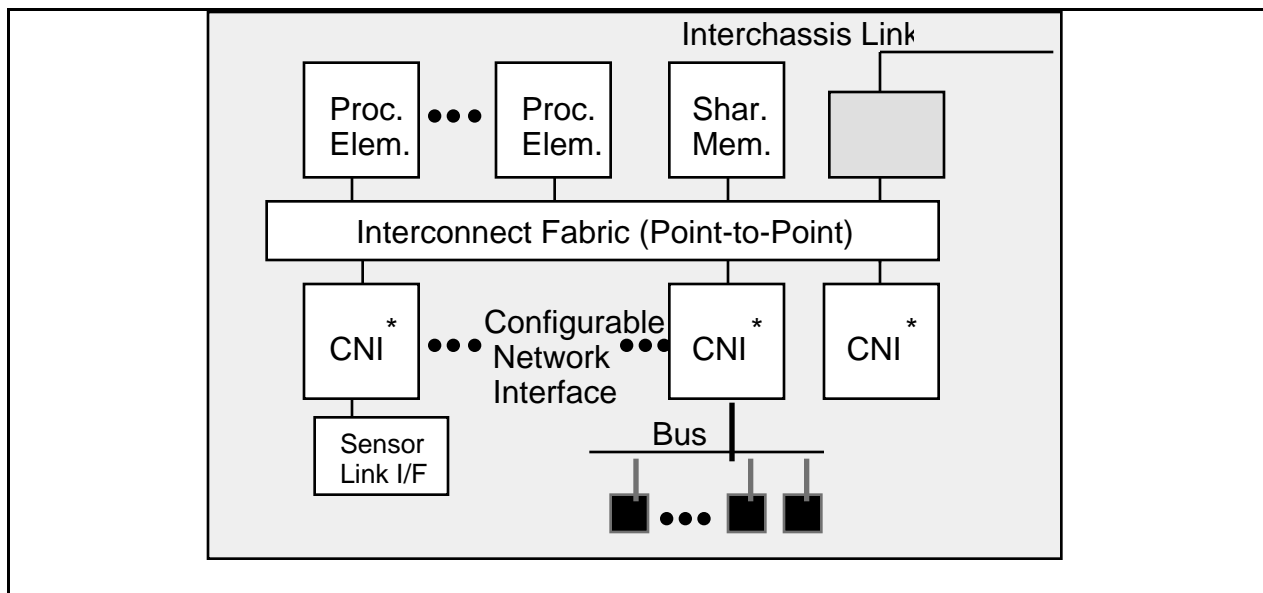 Interchassis Link
Proc.
Elem.
Proc.
Elem.
Shar.
Mem.
Interconnect Fabric (Point-to-Point)
CNI *
Configurable
Network
Interface
CNI *
CNI *
Sensor
Link I/F
Bus